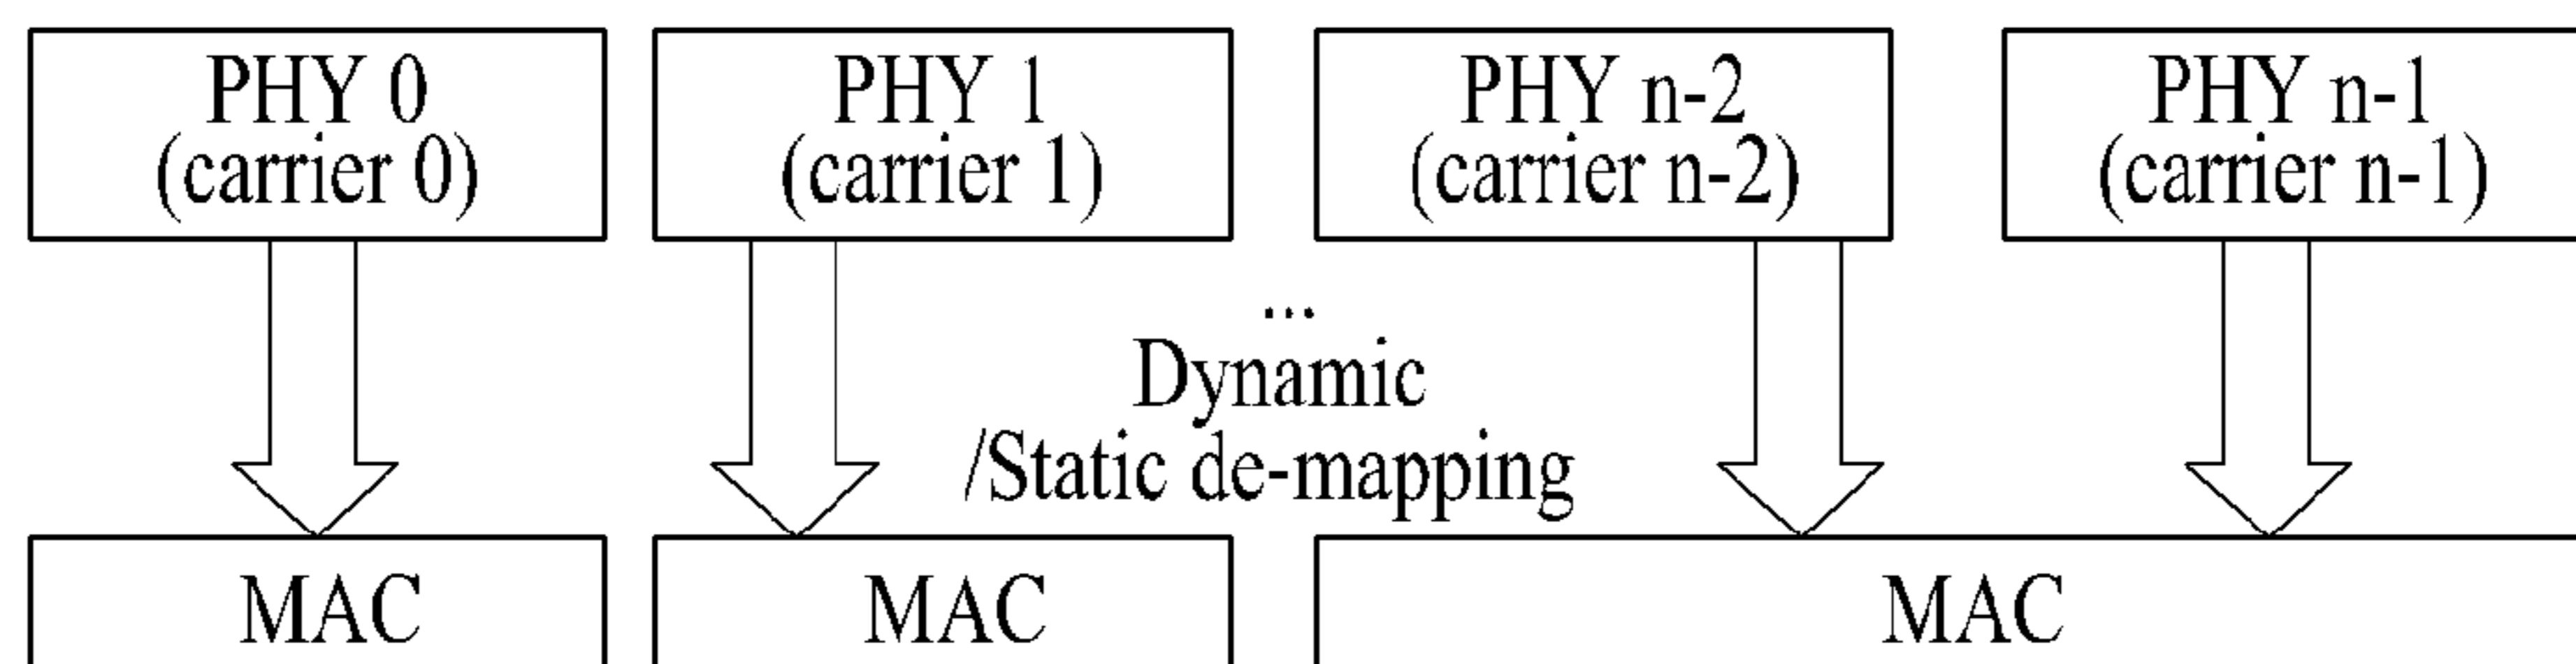 PHY 0
(carrier 0)
PHY 1
(carrier 1)
PHY n-2
(carrier n-2)
PHY n-1
(carrier n-1)
...
Dynamic
/Static de-mapping
MAC
MAC
MAC